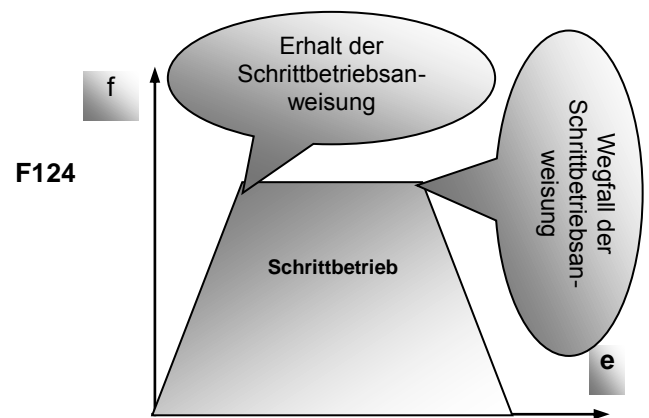 f
Erhalt der
Schrittbetriebsan-
weisung
F124
Wegfall der
Schrittbetriebsan-
weisung
Schrittbetrieb
e